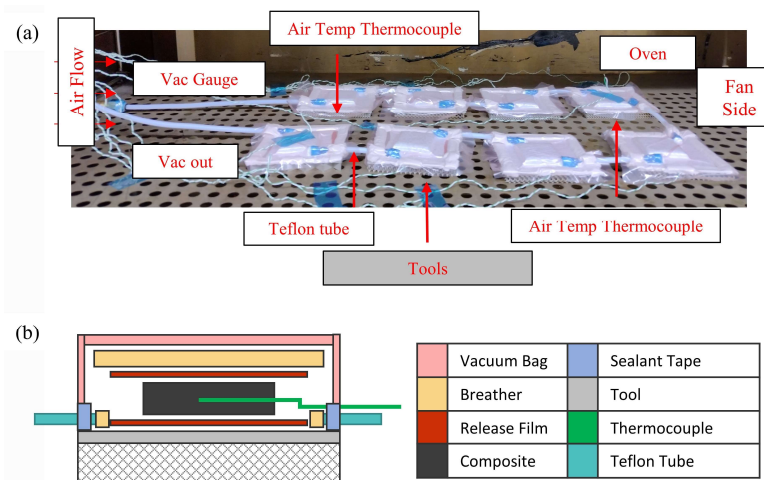 (a)
Air Temp Thermocouple
Oven
Air Flow
Vac Gauge
Fan
Side
Vac out
Teflon tube
Air Temp Thermocouple
Tools
(b)
Vacuum Bag
Sealant Tape
Breather
Tool
Release Film
Thermocouple
Composite
Teflon Tube